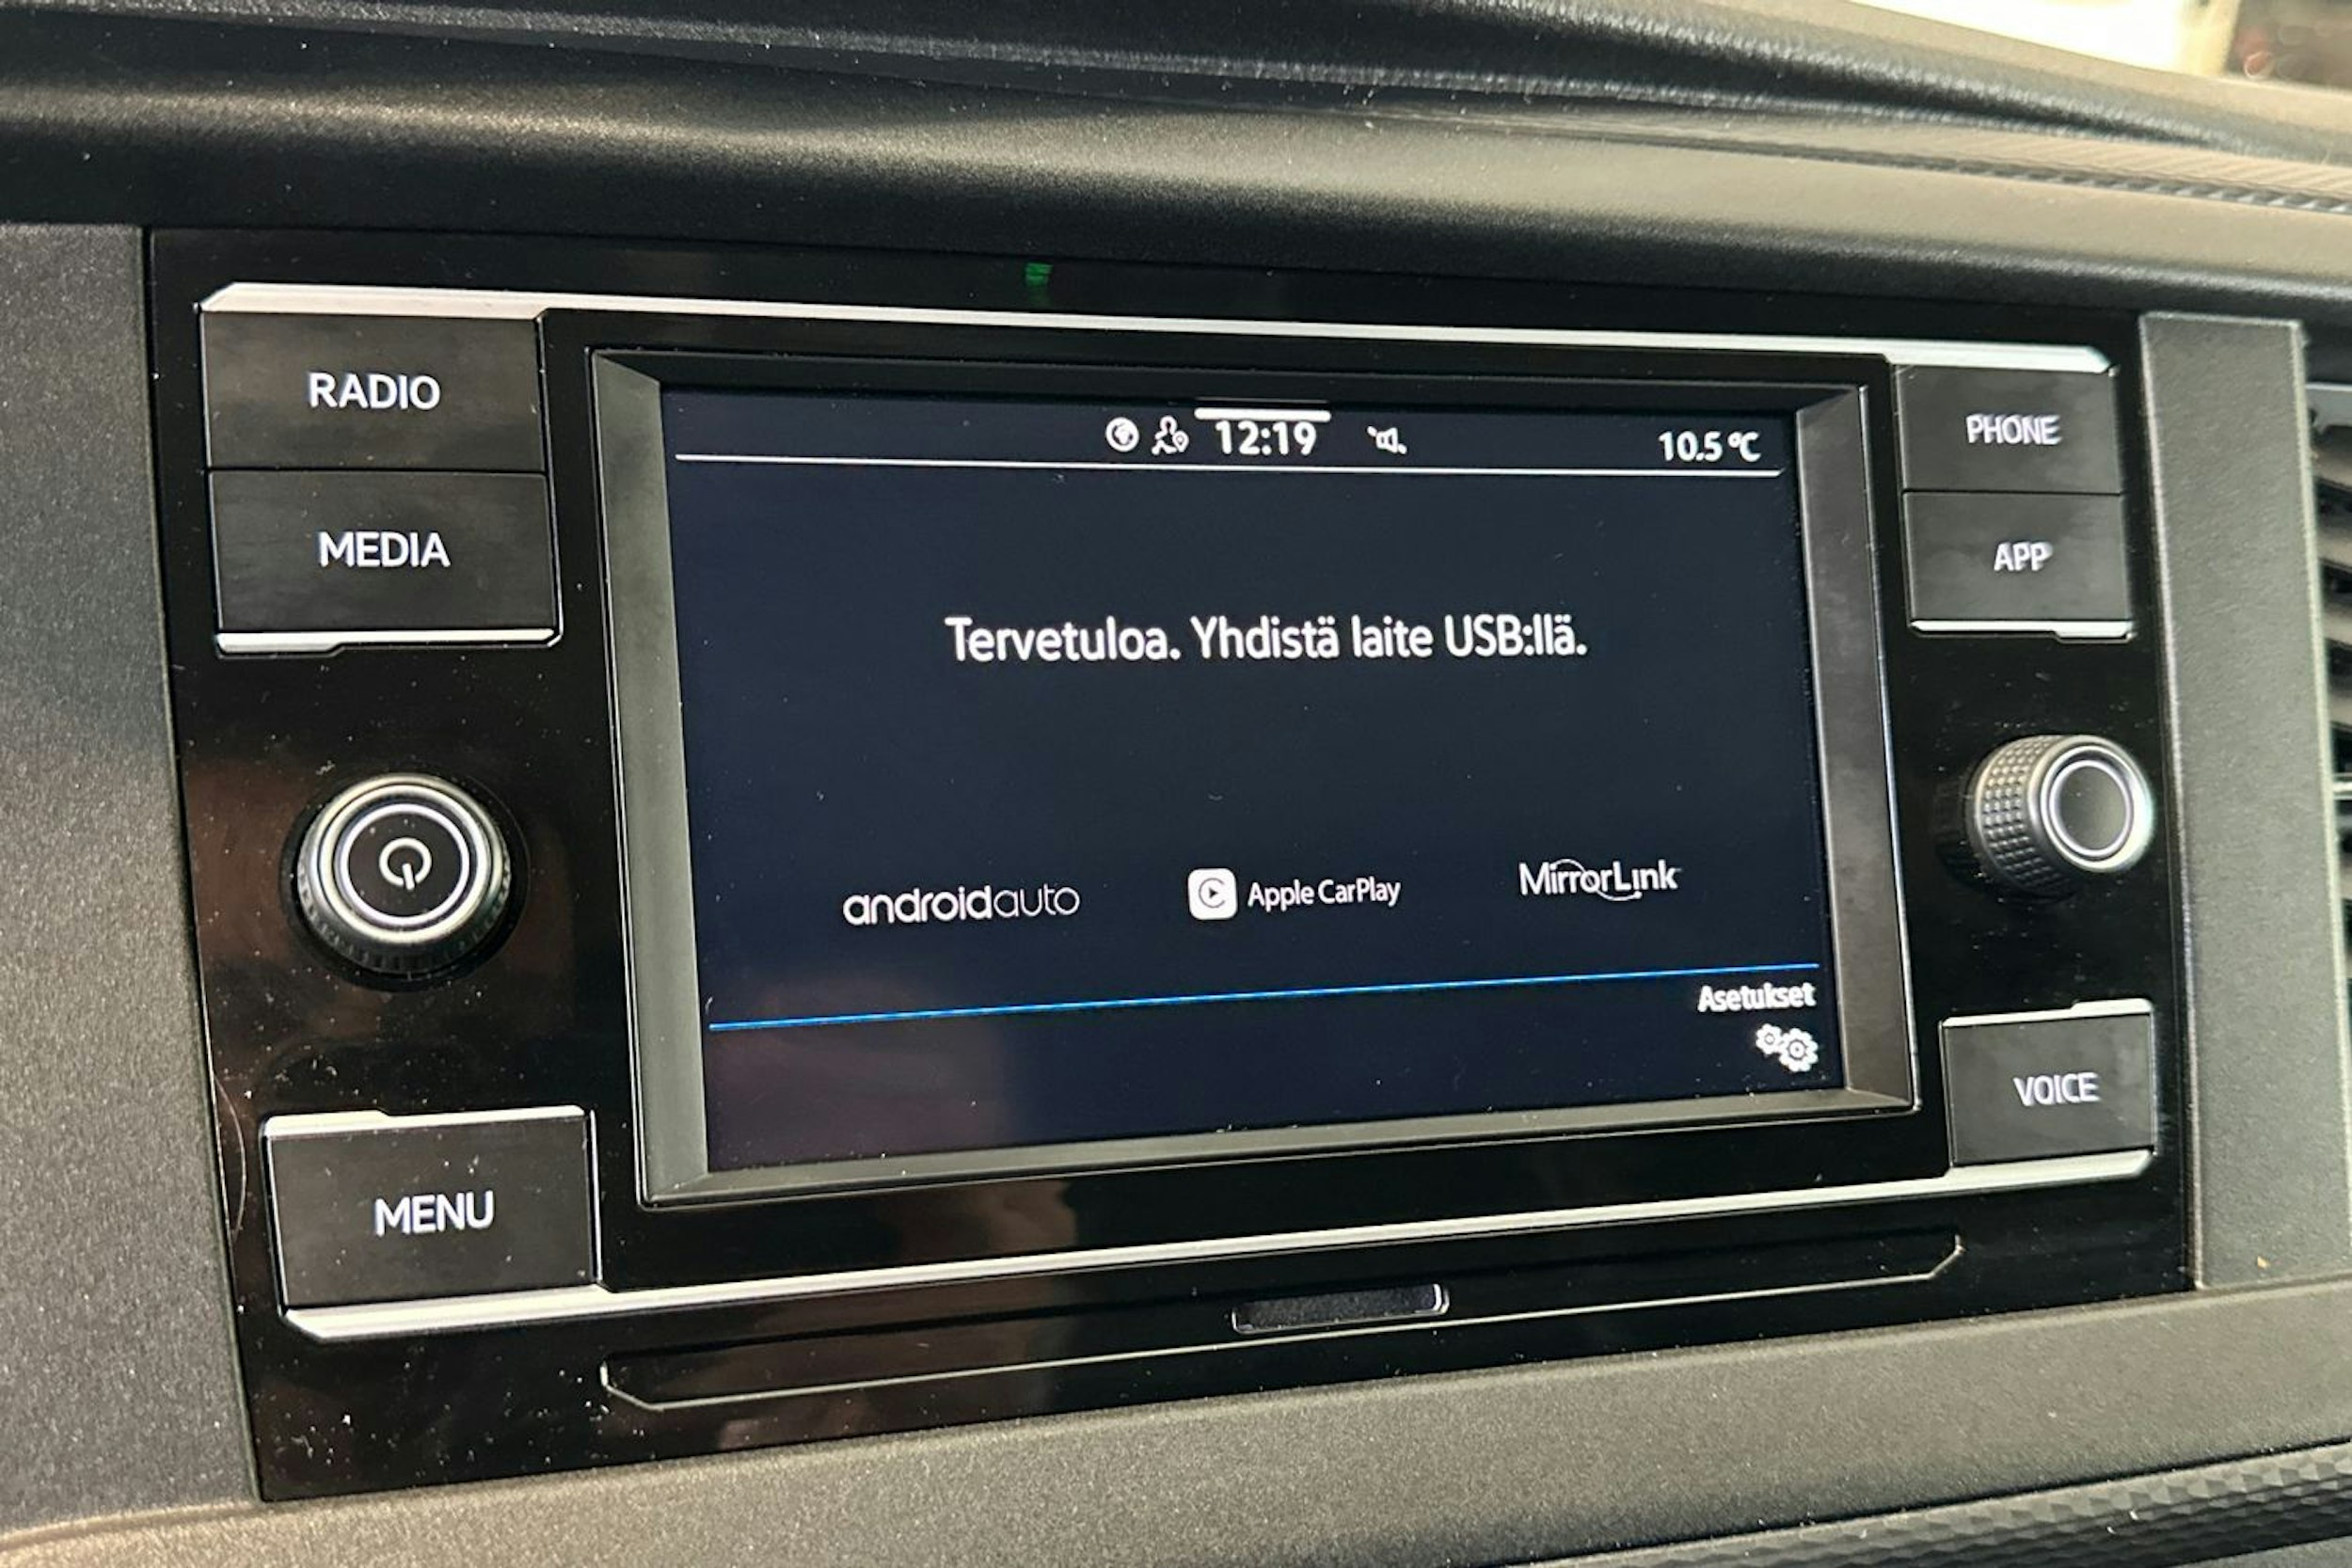 RADIO
MEDIA
MENU
12:19
10.5 °C
Tervetuloa. Yhdistä laite USB:llä.
androidauto
Apple CarPlay
MirrorLink
Asetukset
PHONE
APP
VOICE